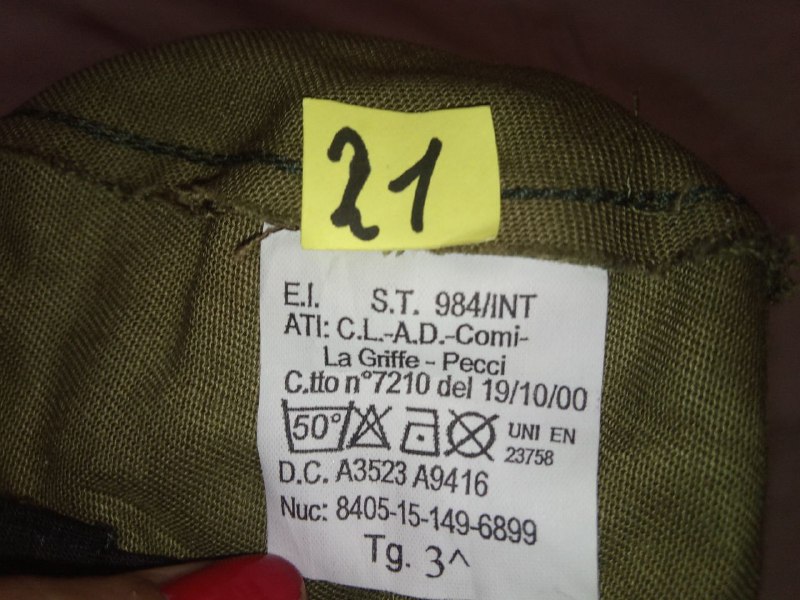 21
E.I. S.T. 984/INT
ATI: C.L.-A.D.-Comi-
La Griffe - Pecci
C.tto n°7210 del 19/10/00
50° UNI EN
23758
D.C. A3523 A9416
Nuc: 8405-15-149-6899
Tg. 3^